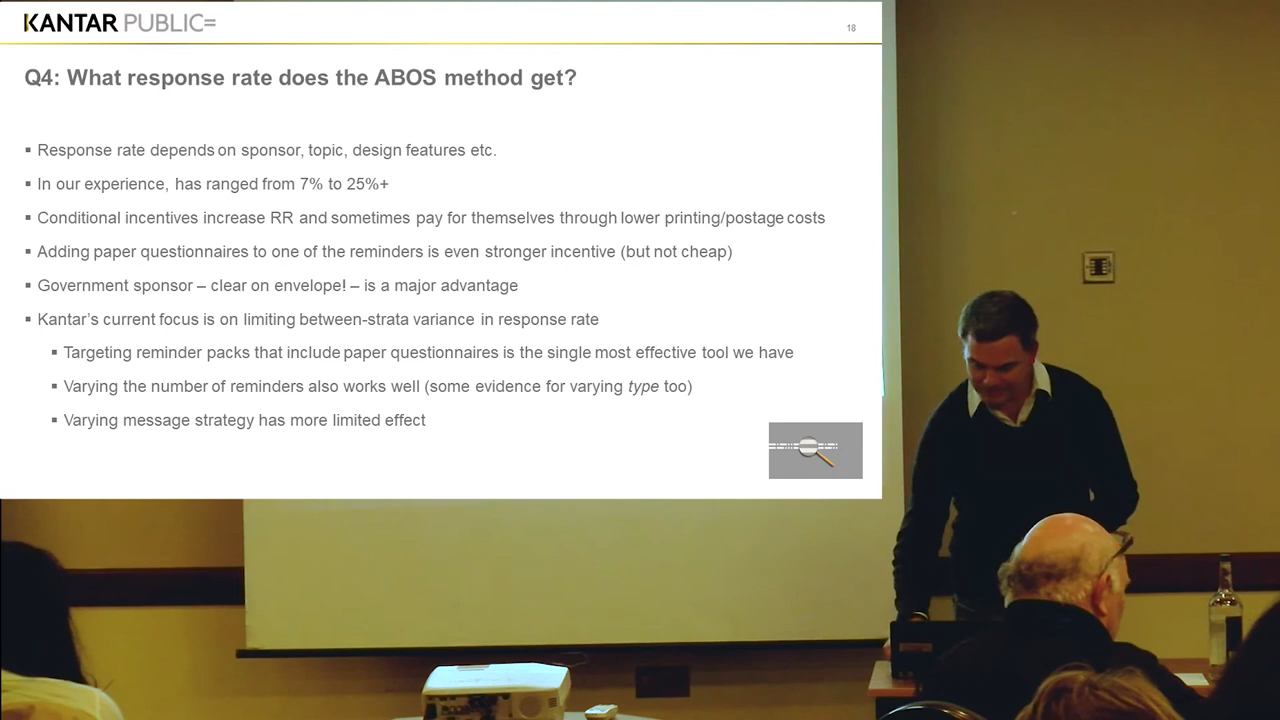 KANTAR PUBLIC=
18
Q4: What response rate does the ABOS method get?
▪ Response rate depends on sponsor, topic, design features etc.
▪ In our experience, has ranged from 7% to 25%+
▪ Conditional incentives increase RR and sometimes pay for themselves through lower printing/postage costs
▪ Adding paper questionnaires to one of the reminders is even stronger incentive (but not cheap)
▪ Government sponsor – clear on envelope! – is a major advantage
▪ Kantar's current focus is on limiting between-strata variance in response rate
▪ Targeting reminder packs that include paper questionnaires is the single most effective tool we have
▪ Varying the number of reminders also works well (some evidence for varying type too)
▪ Varying message strategy has more limited effect